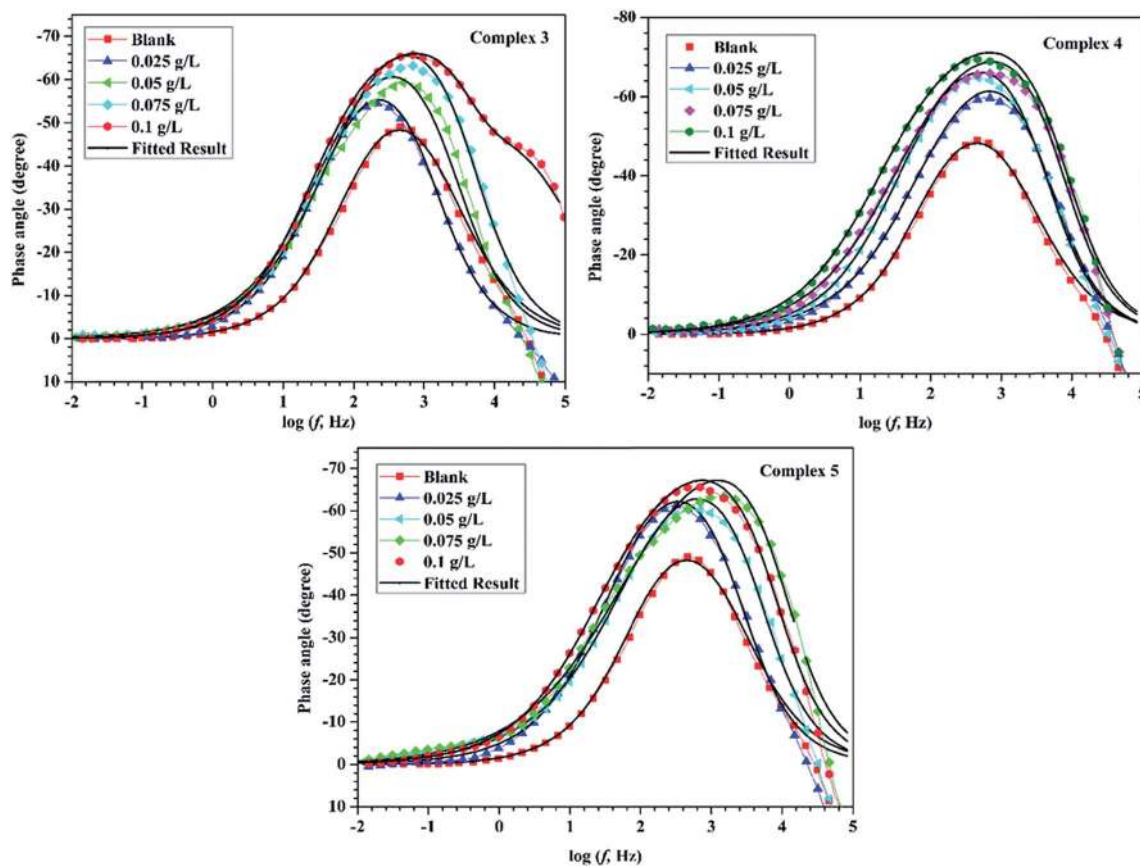 Complex 3
Blank
0.025 g/L
0.05 g/L
0.075 g/L
0.1 g/L
Fitted Result
Phase angle (degree)
-70
-60
-50
-40
-30
-20
-10
0
10
-2 -1 0 1 2 3 4 5
log (f, Hz)
Complex 4
Blank
0.025 g/L
0.05 g/L
0.075 g/L
0.1 g/L
Fitted Result
Phase angle (degree)
-80
-60
-40
-20
0
-2 -1 0 1 2 3 4 5
log (f, Hz)
Complex 5
Blank
0.025 g/L
0.05 g/L
0.075 g/L
0.1 g/L
Fitted Result
Phase angle (degree)
-70
-60
-50
-40
-30
-20
-10
0
10
-2 -1 0 1 2 3 4 5
log (f, Hz)